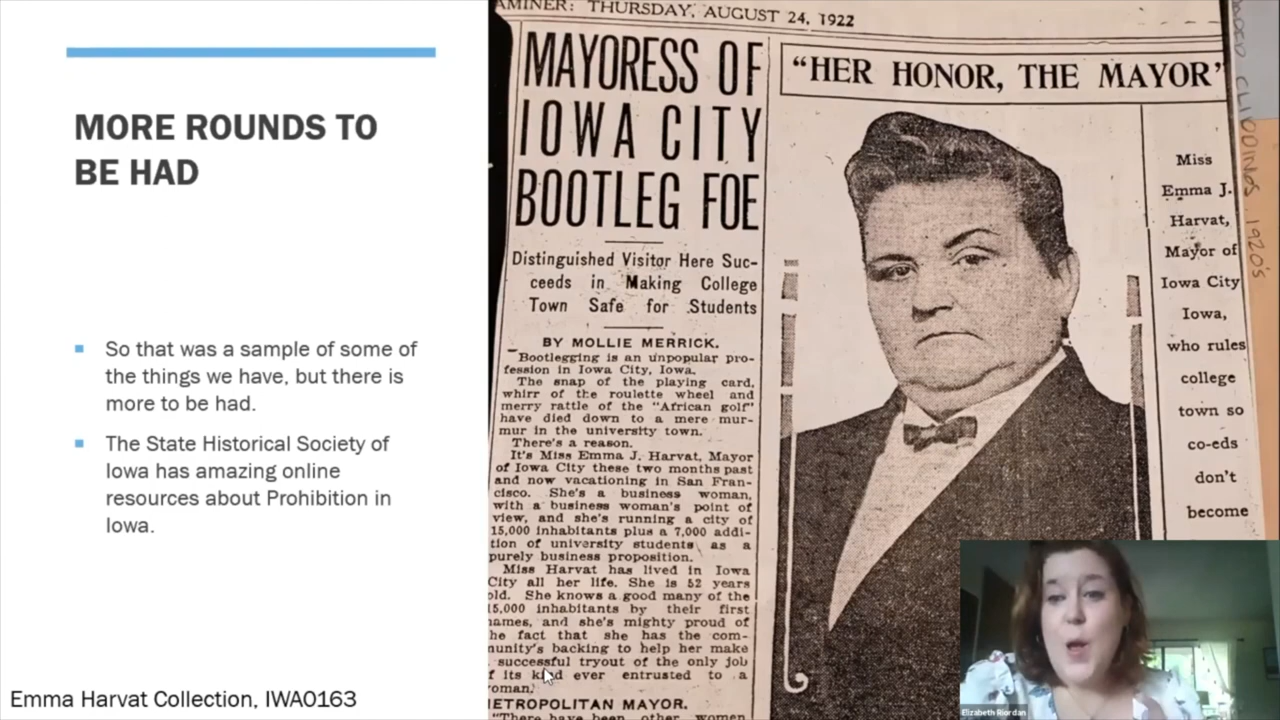 MORE ROUNDS TO
BE HAD
So that was a sample of some of
the things we have, but there is
more to be had.
The State Historical Society of
Iowa has amazing online
resources about Prohibition in
Iowa.
Emma Harvat Collection, IWA0163
AMINER: THURSDAY, AUGUST 24, 1922
MAYORESS OF
IOWA CITY
BOOTLEG FOE
Distinguished Visitor Here Suc-
ceeds in Making College
Town Safe for Students
BY MOLLIE MERRICK.
Bootlegging is an unpopular pro-
fession in Iowa City, Iowa.
The snap of the playing card,
whirr of the roulette wheel and
merry rattle of the "African golf"
have died down to a mere mur-
mur in the university town.
There's a reason.
It's Miss Emma J. Harvat, Mayor
of Iowa City these two months past
and now vacationing in San Fran-
cisco. She's a business woman,
with a business woman's point of
view, and she's running a city of
15,000 inhabitants plus a 7,000 addi-
tion of university students as a
purely business proposition.
Miss Harvat has lived in Iowa
City all her life. She is 52 years
old. She knows a good many of the
15,000 inhabitants by their first
names, and she's mighty proud of
he fact that she has the com-
munity's backing to help her make
successful tryout of the only job
f its kind ever entrusted to a
oman.
ETROPOLITAN MAYOR.
"There have been other women
"HER HONOR, THE MAYOR"
Miss
Emma J.
Harvat,
Mayor of
Iowa City
Iowa,
who rules
college
town so
co-eds
don't
become
CLIPPINGS, 1920's
Elizabeth Riordan